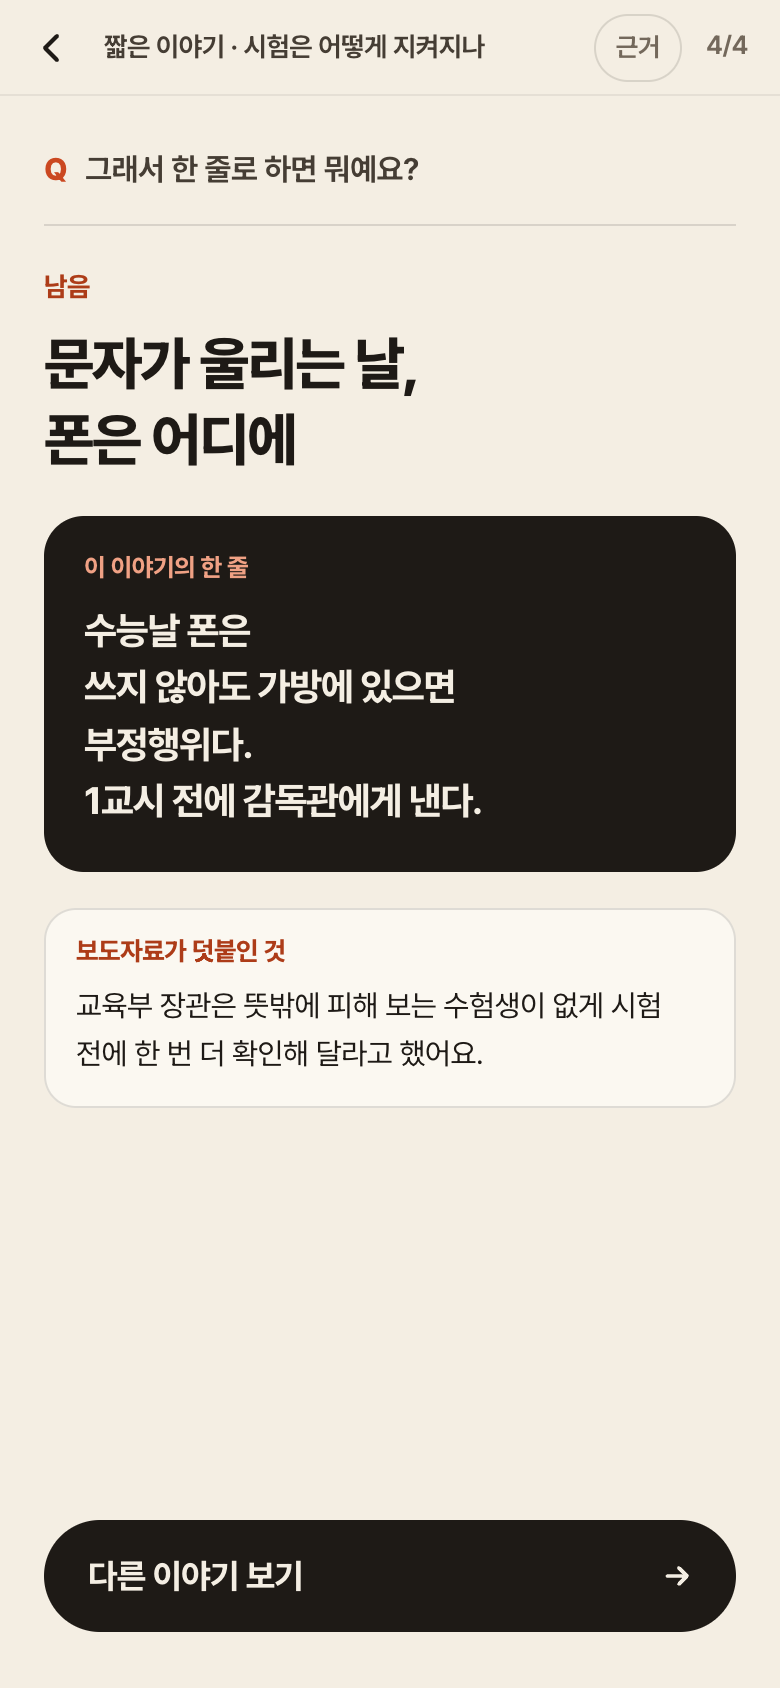 짧은 이야기 · 시험은 어떻게 지켜지나
근거
4/4
Q 그래서 한 줄로 하면 뭐예요?
남음
문자가 울리는 날,
폰은 어디에
이 이야기의 한 줄
수능날 폰은
쓰지 않아도 가방에 있으면
부정행위다.
1교시 전에 감독관에게 낸다.
보도자료가 덧붙인 것
교육부 장관은 뜻밖에 피해 보는 수험생이 없게 시험
전에 한 번 더 확인해 달라고 했어요.
다른 이야기 보기